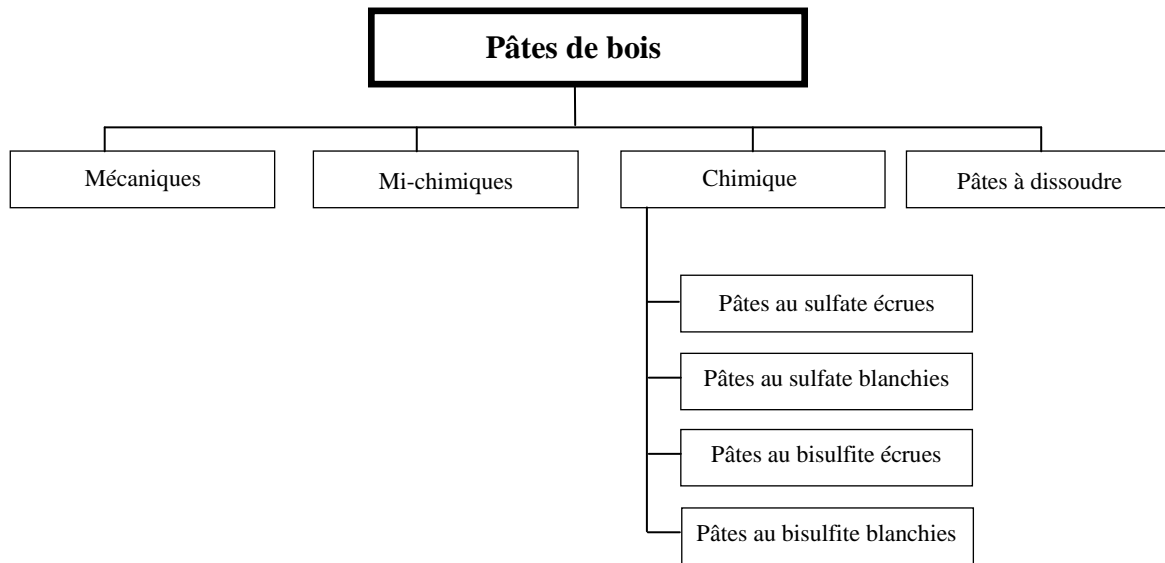 Pâtes de bois
Mécaniques
Mi-chimiques
Chimique
Pâtes à dissoudre
Pâtes au sulfate écrues
Pâtes au sulfate blanchies
Pâtes au bisulfite écrues
Pâtes au bisulfite blanchies